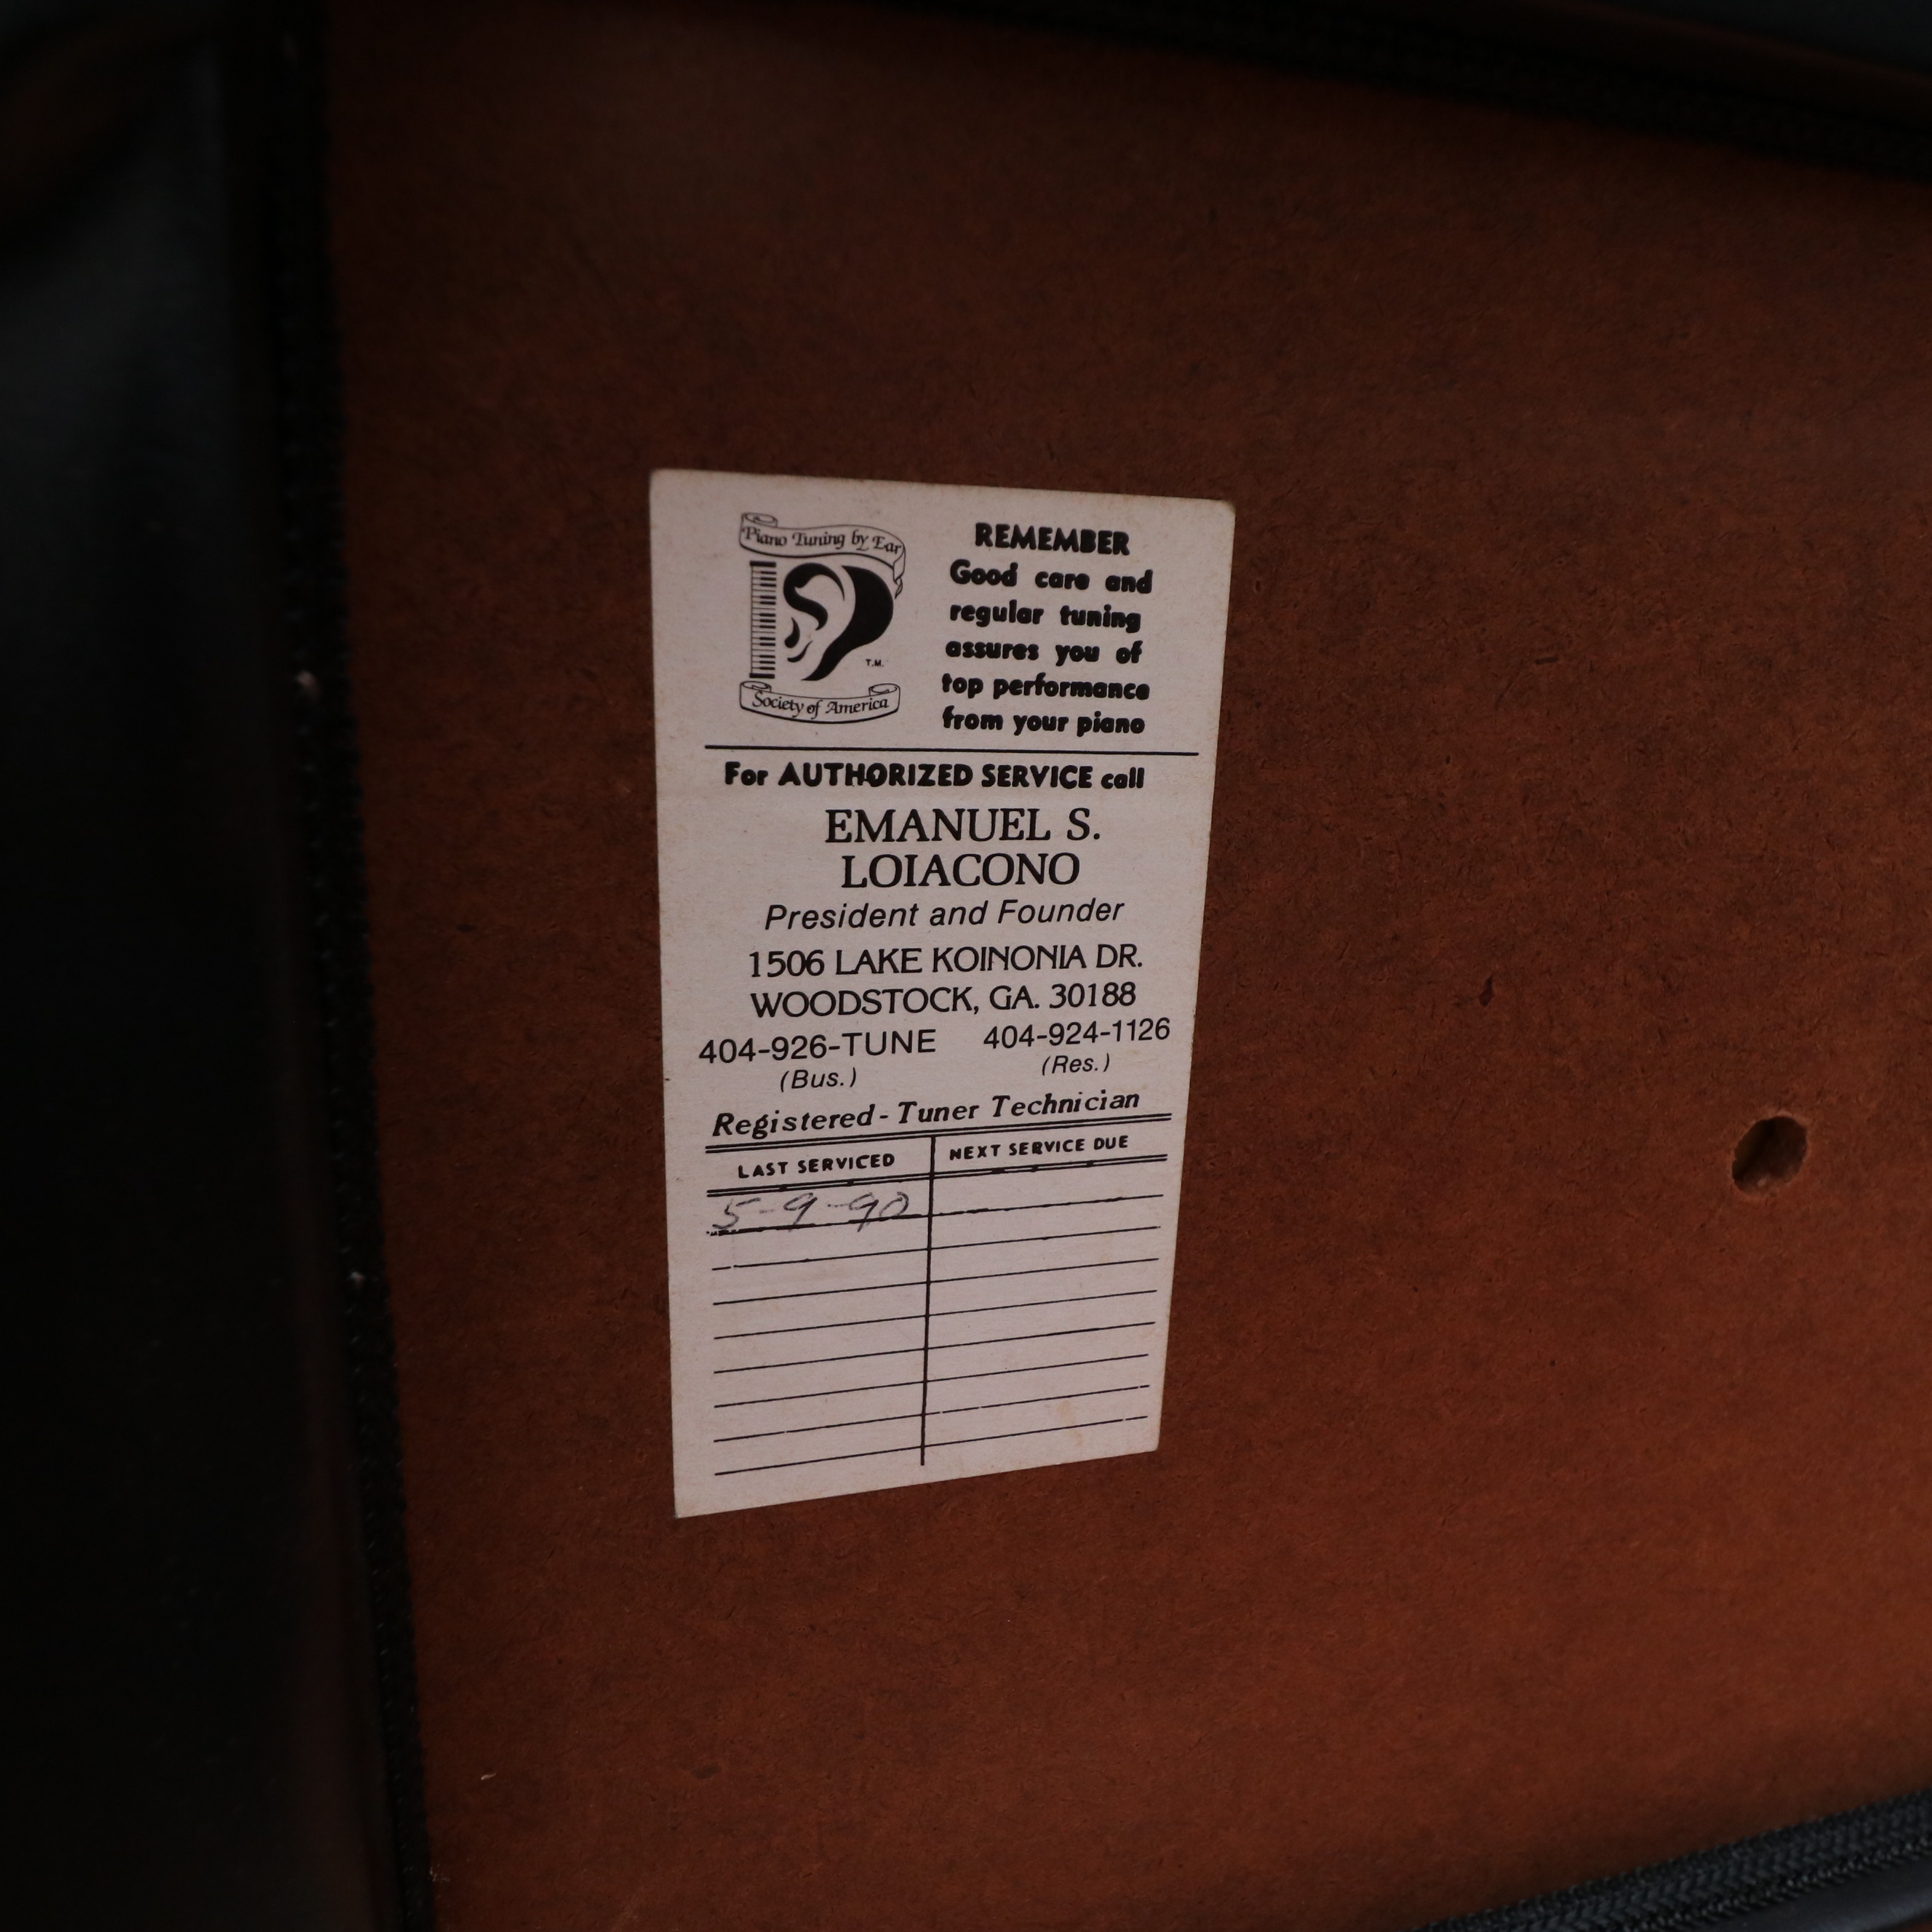 Piano Tuning by Ear
T.M.
Society of America
REMEMBER
Good care and
regular tuning
assures you of
top performance
from your piano
For AUTHORIZED SERVICE call
EMANUEL S.
LOIACONO
President and Founder
1506 LAKE KOINONIA DR.
WOODSTOCK, GA. 30188
404-926-TUNE 404-924-1126
(Bus.) (Res.)
Registered - Tuner Technician
LAST SERVICED NEXT SERVICE DUE
5-9-90